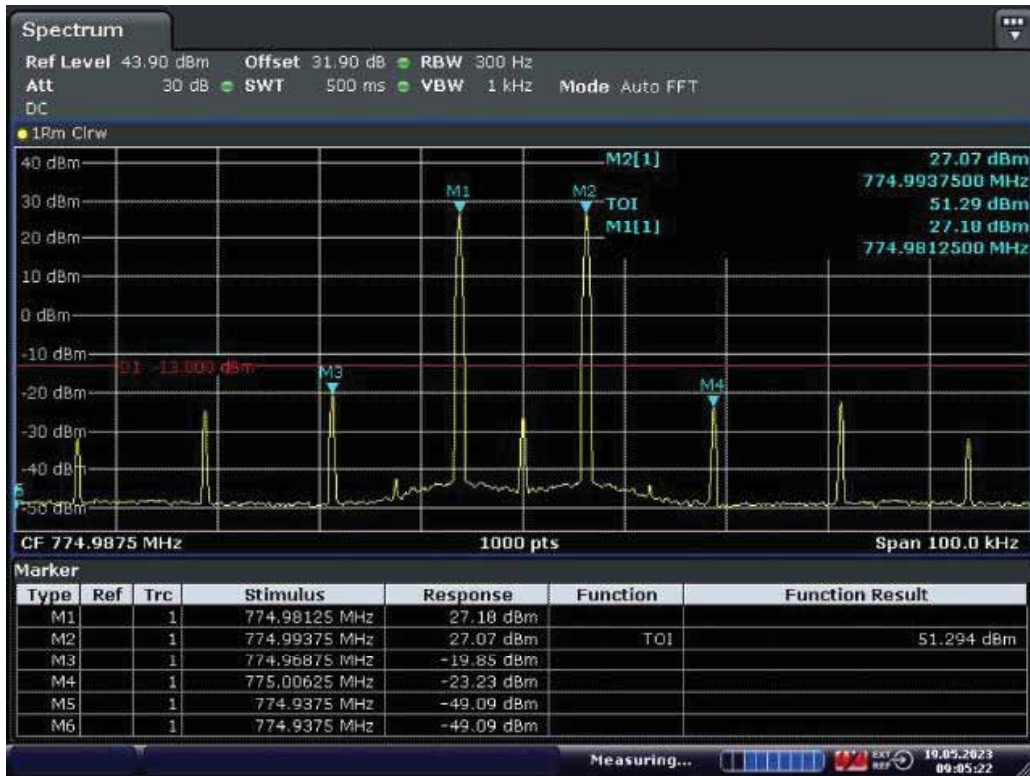 Spectrum
Ref Level 43.90 dBm Offset 31.90 dB RBW 300 Hz
Att 30 dB SWT 500 ms VBW 1 kHz Mode Auto FFT
DC
1Rm Clrw
40 dBm M2[1] 27.07 dBm
774.9937500 MHz
M1 M2
30 dBm TOI 51.29 dBm
M1[1] 27.18 dBm
20 dBm 774.9812500 MHz
10 dBm
0 dBm
-10 dBm
D1 -13.000 dBm
M3
-20 dBm M4
-30 dBm
-40 dBm
-50 dBm
CF 774.9875 MHz 1000 pts Span 100.0 kHz
Marker
Type Ref Trc Stimulus Response Function Function Result
M1 1 774.98125 MHz 27.18 dBm
M2 1 774.99375 MHz 27.07 dBm TOI 51.294 dBm
M3 1 774.96875 MHz -19.85 dBm
M4 1 775.00625 MHz -23.23 dBm
M5 1 774.9375 MHz -49.09 dBm
M6 1 774.9375 MHz -49.09 dBm
Measuring... EXT REF 19.05.2023
09:05:22